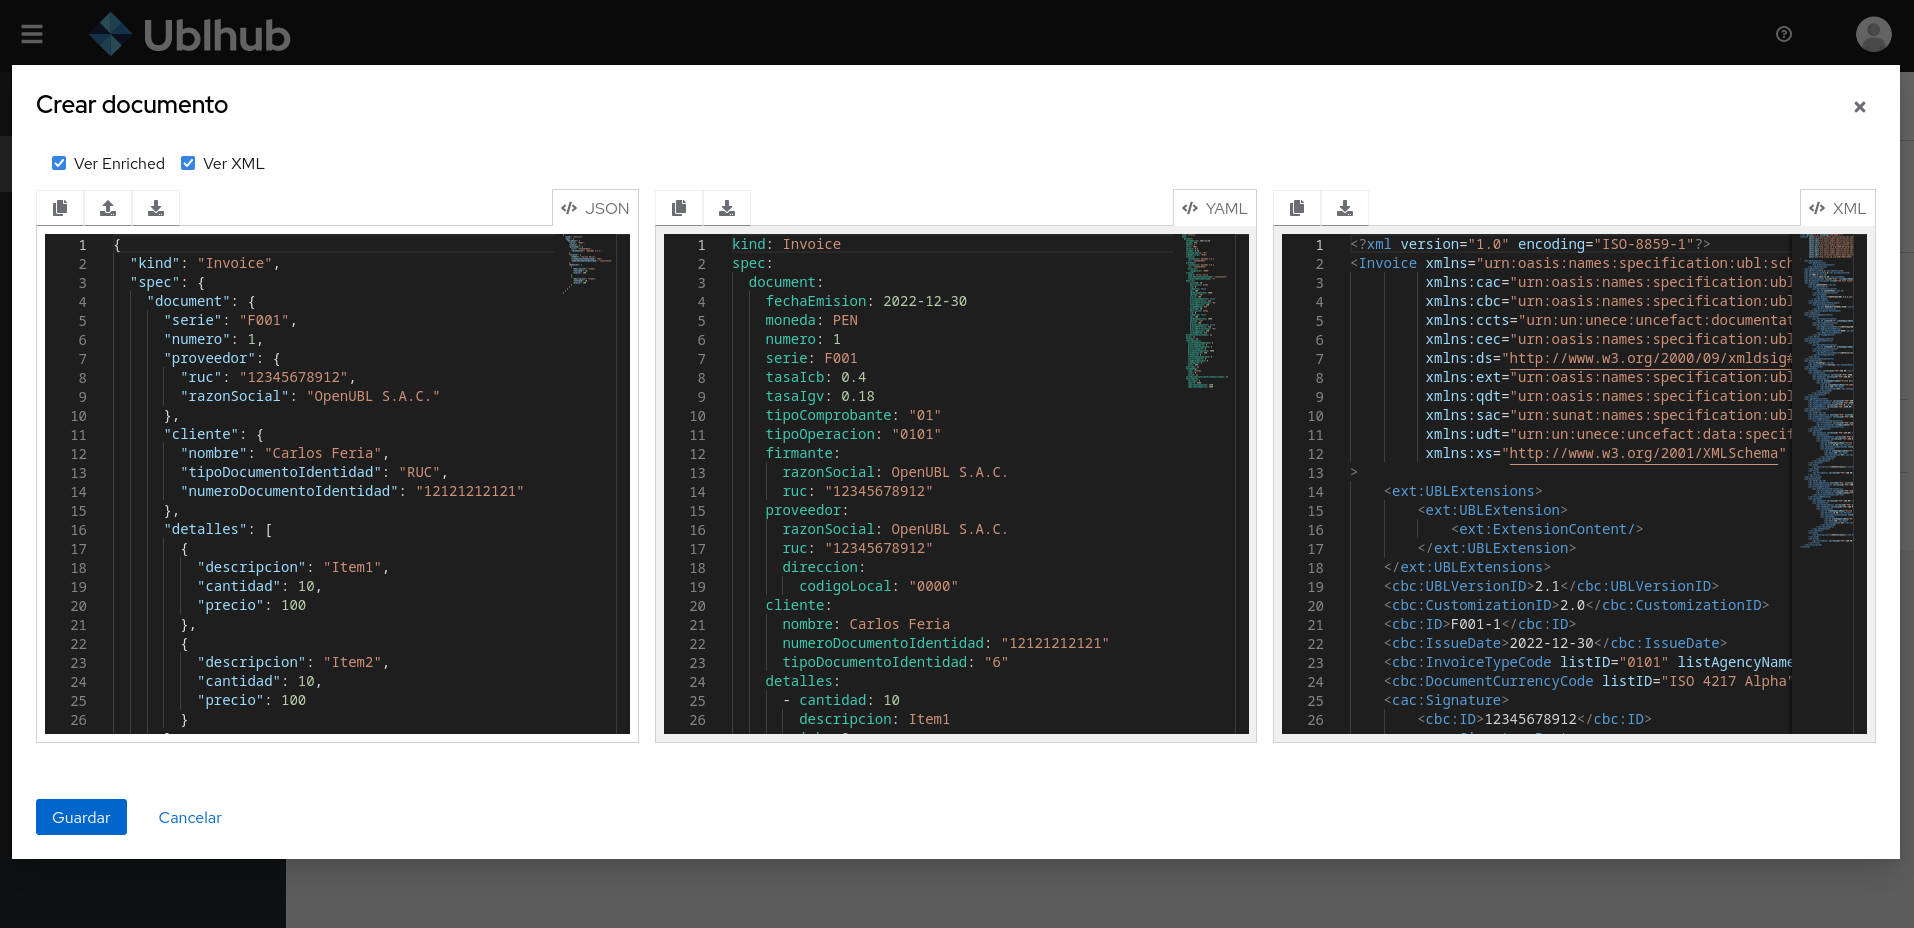 Ublhub
Crear documento
Ver Enriched
Ver XML
JSON
1 {
2 "kind": "Invoice",
3 "spec": {
4 "document": {
5 "serie": "F001",
6 "numero": 1,
7 "proveedor": {
8 "ruc": "12345678912",
9 "razonSocial": "OpenUBL S.A.C."
10 },
11 "cliente": {
12 "nombre": "Carlos Feria",
13 "tipoDocumentoIdentidad": "RUC",
14 "numeroDocumentoIdentidad": "12121212121"
15 },
16 "detalles": [
17 {
18 "descripcion": "Item1",
19 "cantidad": 10,
20 "precio": 100
21 },
22 {
23 "descripcion": "Item2",
24 "cantidad": 10,
25 "precio": 100
26 }
YAML
1 kind: Invoice
2 spec:
3 document:
4 fechaEmision: 2022-12-30
5 moneda: PEN
6 numero: 1
7 serie: F001
8 tasaIcb: 0.4
9 tasaIgv: 0.18
10 tipoComprobante: "01"
11 tipoOperacion: "0101"
12 firmante:
13 razonSocial: OpenUBL S.A.C.
14 ruc: "12345678912"
15 proveedor:
16 razonSocial: OpenUBL S.A.C.
17 ruc: "12345678912"
18 direccion:
19 codigoLocal: "0000"
20 cliente:
21 nombre: Carlos Feria
22 numeroDocumentoIdentidad: "12121212121"
23 tipoDocumentoIdentidad: "6"
24 detalles:
25 - cantidad: 10
26 descripcion: Item1
XML
1 <?xml version="1.0" encoding="ISO-8859-1"?>
2 <Invoice xmlns="urn:oasis:names:specification:ubl:sch
3 xmlns:cac="urn:oasis:names:specification:ubl
4 xmlns:cbc="urn:oasis:names:specification:ubl
5 xmlns:ccts="urn:un:unece:uncefact:documentat
6 xmlns:cec="urn:oasis:names:specification:ubl
7 xmlns:ds="http://www.w3.org/2000/09/xmldsig#
8 xmlns:ext="urn:oasis:names:specification:ubl
9 xmlns:qdt="urn:oasis:names:specification:ubl
10 xmlns:sac="urn:sunat:names:specification:ubl
11 xmlns:udt="urn:un:unece:uncefact:data:specif
12 xmlns:xs="http://www.w3.org/2001/XMLSchema"
13 >
14 <ext:UBLExtensions>
15 <ext:UBLExtension>
16 <ext:ExtensionContent/>
17 </ext:UBLExtension>
18 </ext:UBLExtensions>
19 <cbc:UBLVersionID>2.1</cbc:UBLVersionID>
20 <cbc:CustomizationID>2.0</cbc:CustomizationID>
21 <cbc:ID>F001-1</cbc:ID>
22 <cbc:IssueDate>2022-12-30</cbc:IssueDate>
23 <cbc:InvoiceTypeCode listID="0101" listAgencyName
24 <cbc:DocumentCurrencyCode listID="ISO 4217 Alpha"
25 <cac:Signature>
26 <cbc:ID>12345678912</cbc:ID>
Guardar
Cancelar